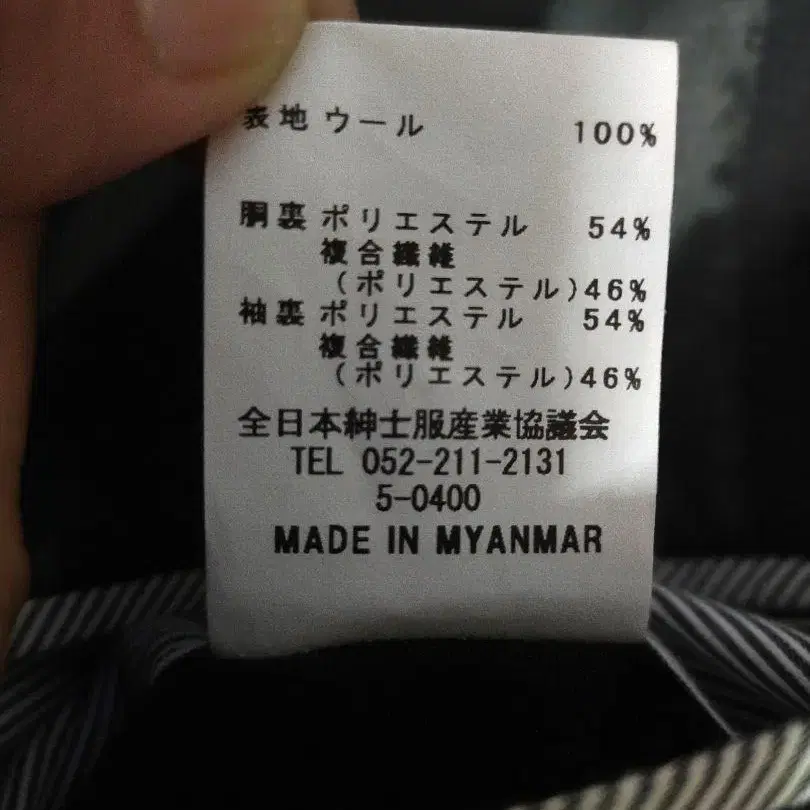 表地 ウール 100%
胴裏 ポリエステル 54%
複合繊維
(ポリエステル)46%
袖裏 ポリエステル 54%
複合繊維
(ポリエステル)46%
全日本紳士服産業協議会
TEL 052-211-2131
5-0400
MADE IN MYANMAR